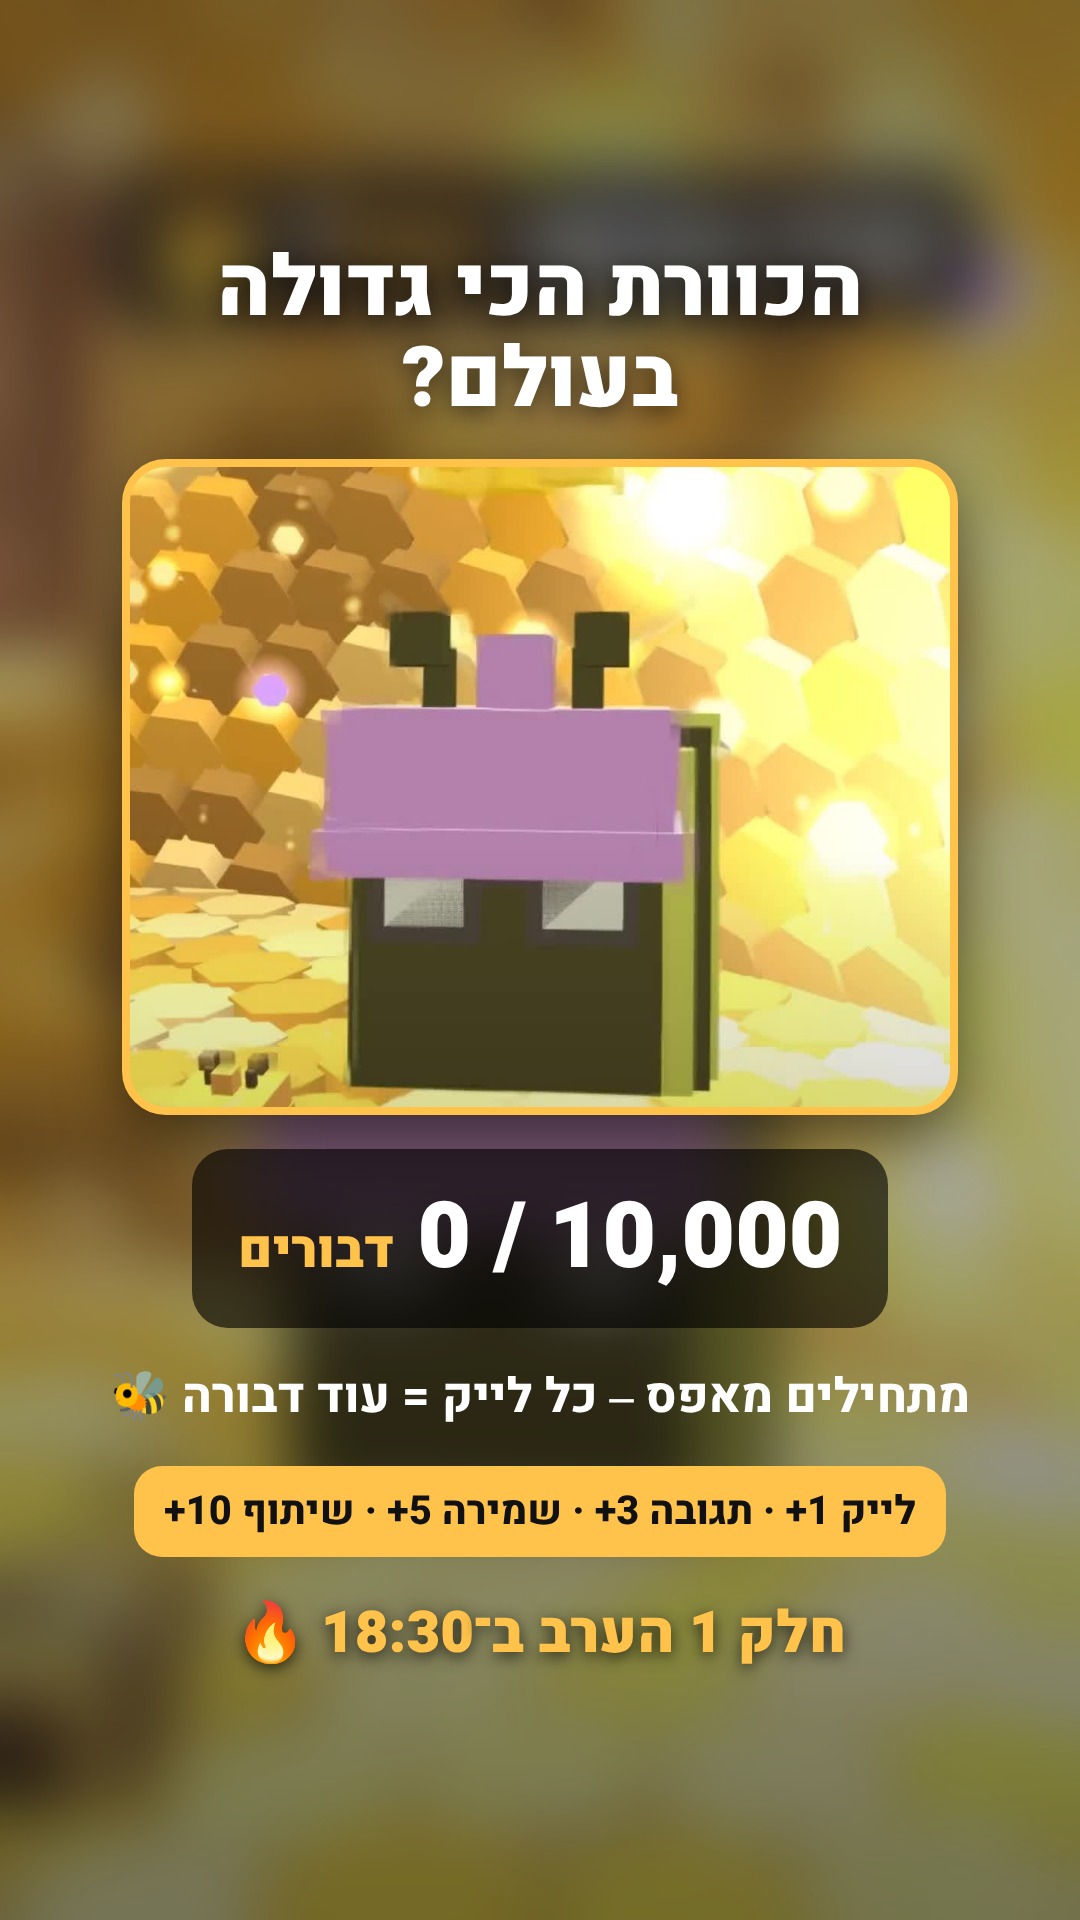 הכוורת הכי גדולה
בעולם?
0 / 10,000 דבורים
מתחילים מאפס – כל לייק = עוד דבורה 🐝
לייק 1+ · תגובה 3+ · שמירה 5+ · שיתוף 10+
חלק 1 הערב ב־18:30 🔥